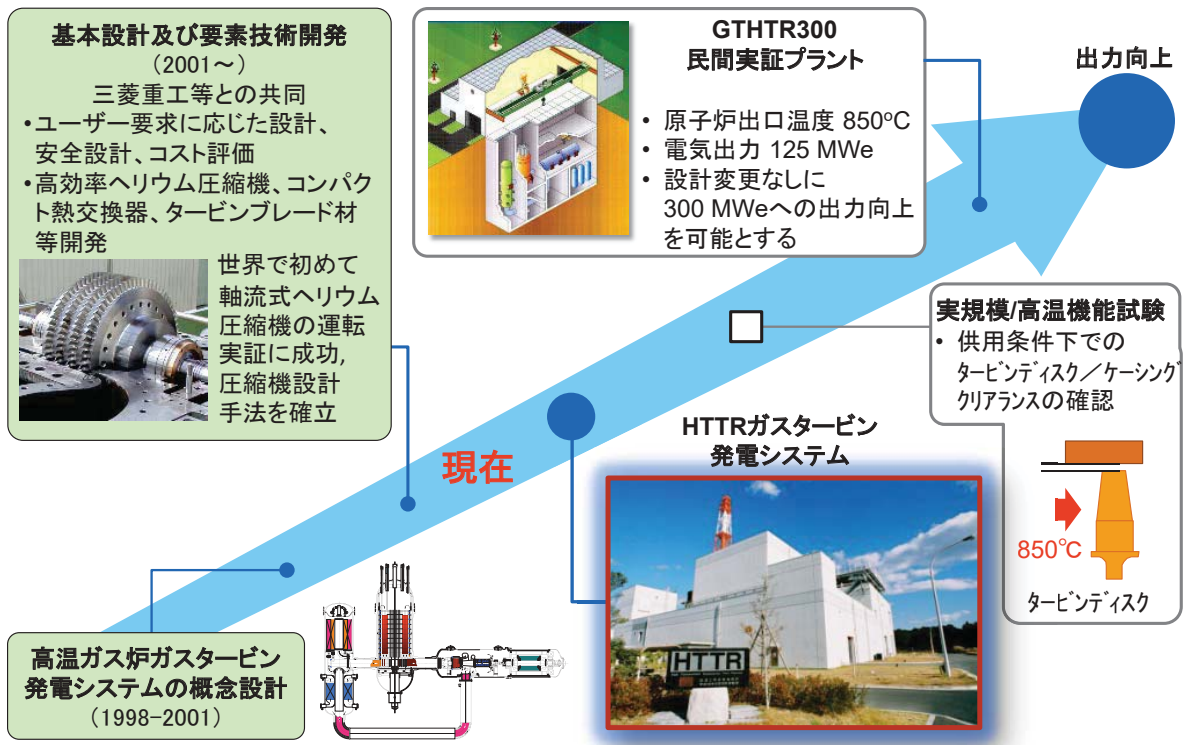 基本設計及び要素技術開発
（2001～）
三菱重工等との共同
•ユーザー要求に応じた設計、
安全設計、コスト評価
•高効率ヘリウム圧縮機、コンパク
ト熱交換器、タービンブレード材
等開発
世界で初めて
軸流式ヘリウム
圧縮機の運転
実証に成功,
圧縮機設計
手法を確立
GTHTR300
民間実証プラント
• 原子炉出口温度 850℃
• 電気出力 125 MWe
• 設計変更なしに
300 MWeへの出力向上
を可能とする
出力向上
実規模/高温機能試験
• 供用条件下での
ﾀｰﾋﾞﾝﾃﾞｨｽｸ／ｹｰｼﾝｸﾞ
ｸﾘｱﾗﾝｽの確認
850℃
ﾀｰﾋﾞﾝﾃﾞｨｽｸ
現在
HTTRガスタービン
発電システム
HTTR
高温ガス炉ガスタービン
発電システムの概念設計
（1998-2001）